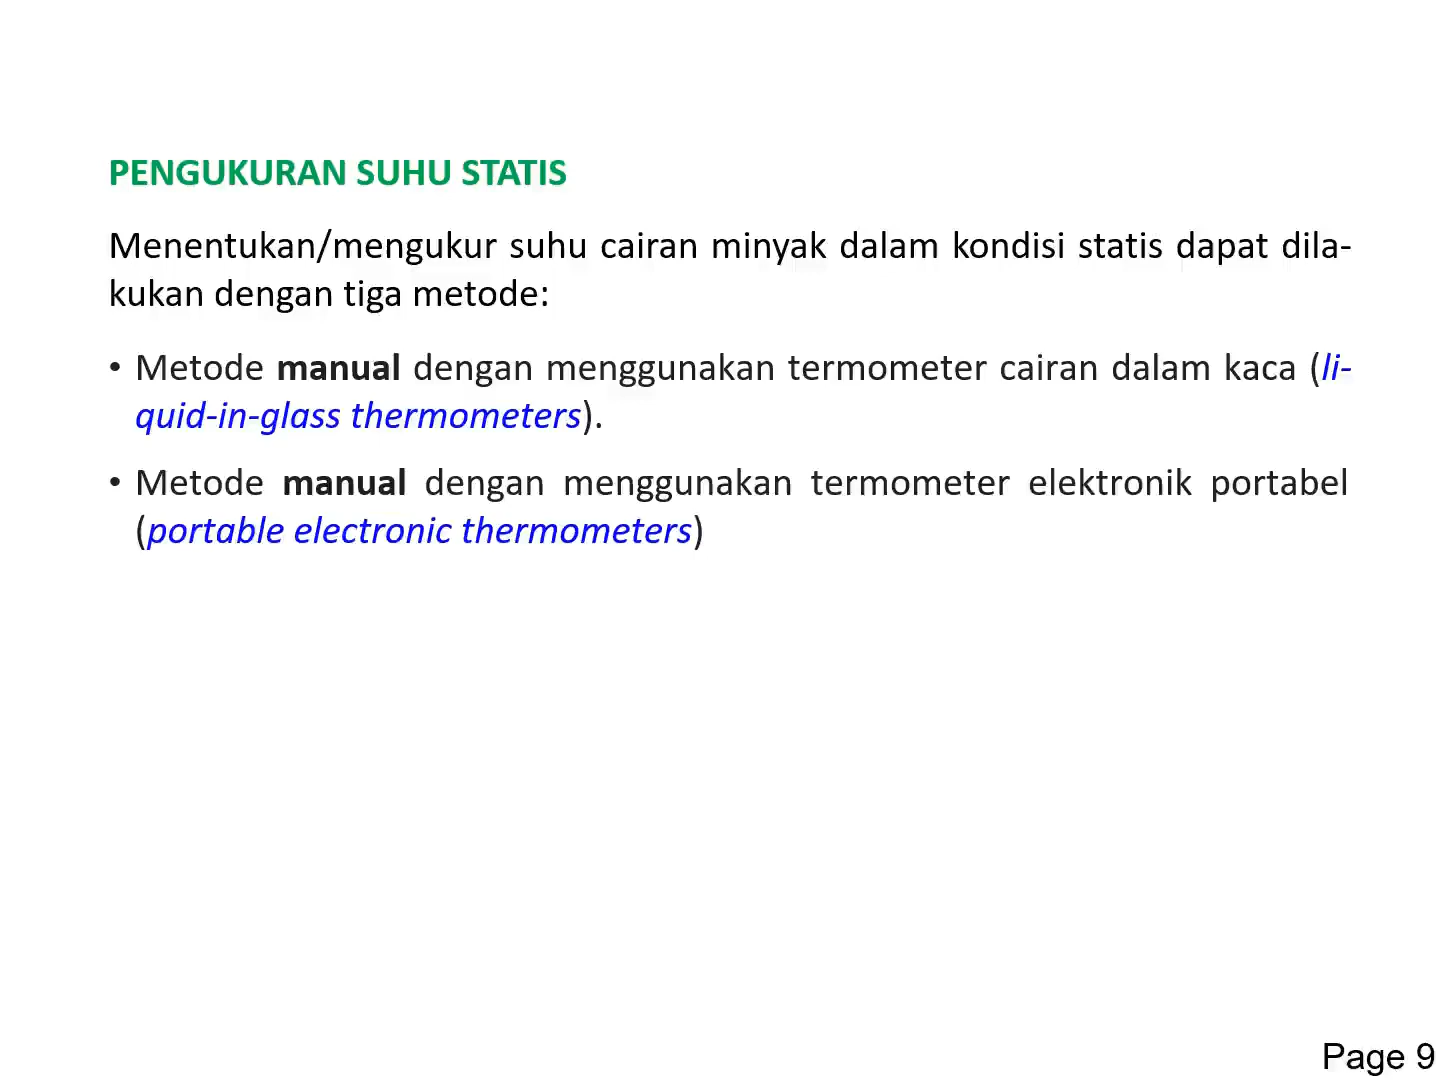 PENGUKURAN SUHU STATIS
Menentukan/mengukur suhu cairan minyak dalam kondisi statis dapat dila-
kukan dengan tiga metode:
• Metode manual dengan menggunakan termometer cairan dalam kaca (li-
quid-in-glass thermometers).
• Metode manual dengan menggunakan termometer elektronik portabel
(portable electronic thermometers)
Page 9